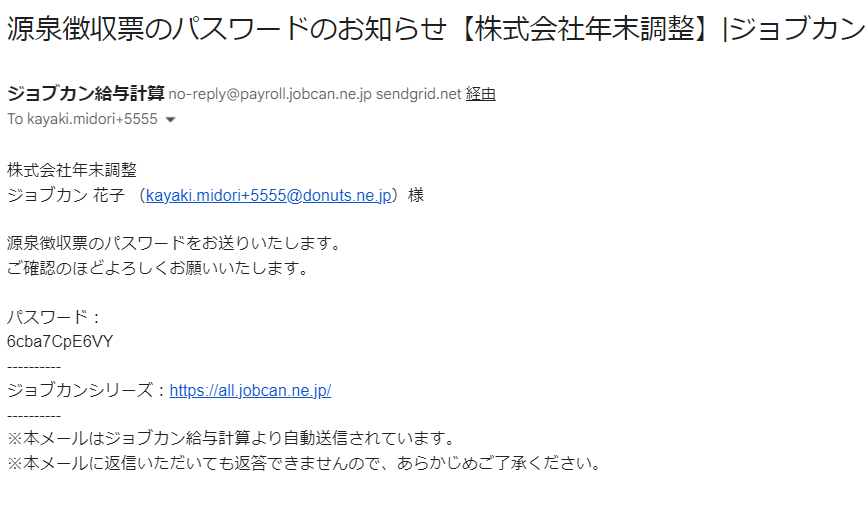 源泉徴収票のパスワードのお知らせ【株式会社年末調整】|ジョブカン
ジョブカン給与計算 no-reply@payroll.jobcan.ne.jp sendgrid.net 経由
To kayaki.midori+5555
株式会社年末調整
ジョブカン 花子 （kayaki.midori+5555@donuts.ne.jp）様
源泉徴収票のパスワードをお送りいたします。
ご確認のほどよろしくお願いいたします。
パスワード：
6cba7CpE6VY
----------
ジョブカンシリーズ：https://all.jobcan.ne.jp/
----------
※本メールはジョブカン給与計算より自動送信されています。
※本メールに返信いただいても返答できませんので、あらかじめご了承ください。